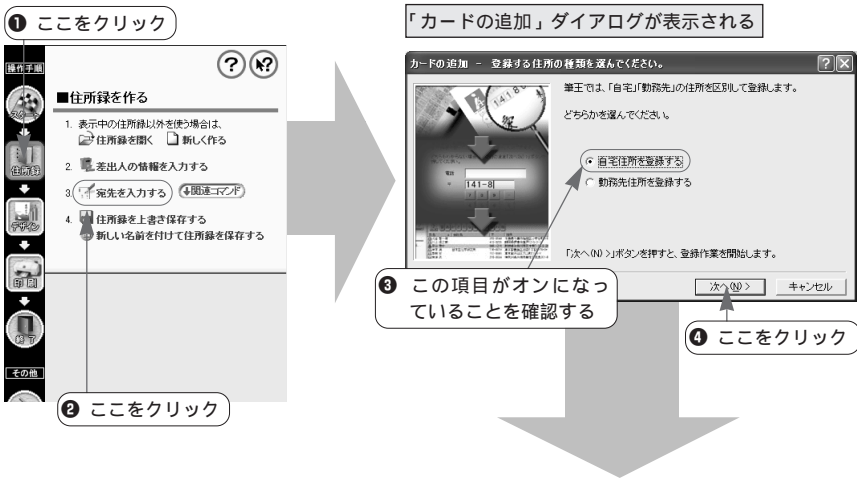 ❶ ここをクリック
操作手順
スタート
住所録
デザイン
印刷
終了
その他
■住所録を作る
1. 表示中の住所録以外を使う場合は、
住所録を開く 新しく作る
2. 差出人の情報を入力する
3. 宛先を入力する 関連コマンド
4. 住所録を上書き保存する
新しい名前を付けて住所録を保存する
❷ ここをクリック
「カードの追加」ダイアログが表示される
カードの追加 － 登録する住所の種類を選んでください。
筆王では、「自宅」「勤務先」の住所を区別して登録します。
どちらかを選んでください。
141-8
電話
141-8
自宅住所を登録する
勤務先住所を登録する
「次へ(N) >」ボタンを押すと、登録作業を開始します。
次へ(N) >
キャンセル
❸ この項目がオンになっ
ていることを確認する
❹ ここをクリック